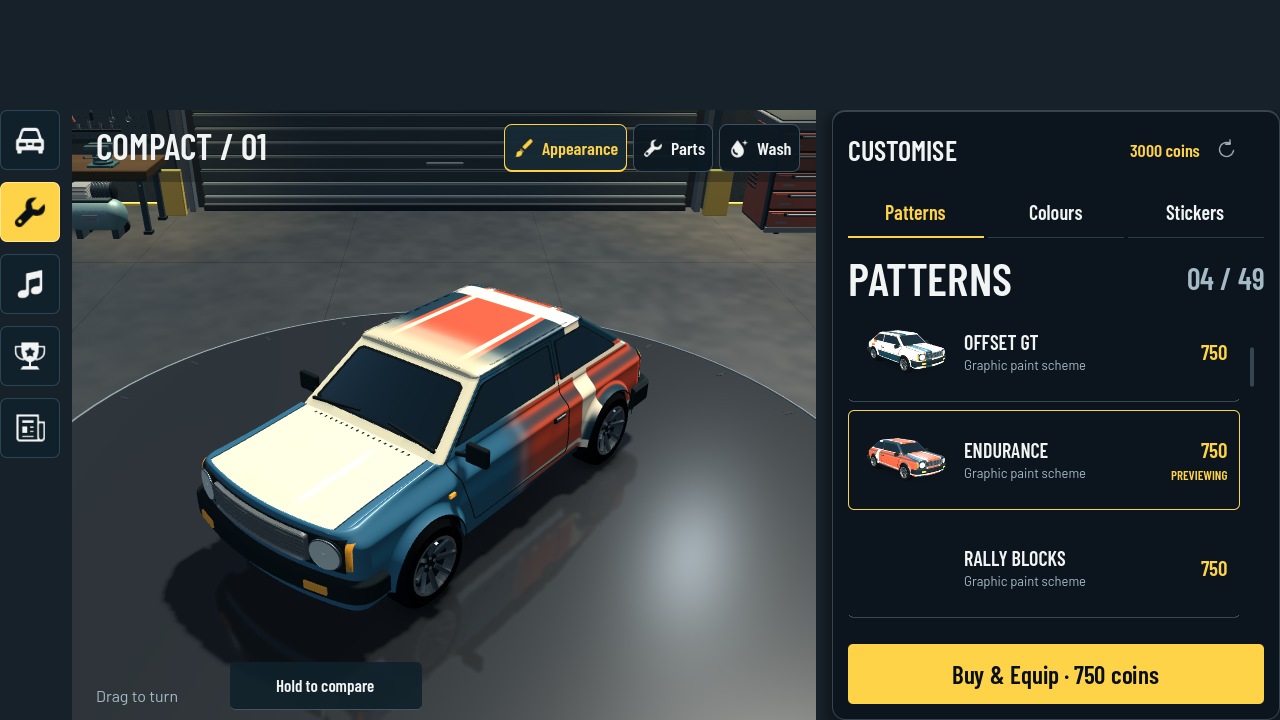 COMPACT / 01
Appearance
Parts
Wash
Drag to turn
Hold to compare
CUSTOMISE
3000 coins
Patterns
Colours
Stickers
PATTERNS
04 / 49
OFFSET GT
Graphic paint scheme
750
ENDURANCE
Graphic paint scheme
750
PREVIEWING
RALLY BLOCKS
Graphic paint scheme
750
Buy & Equip · 750 coins